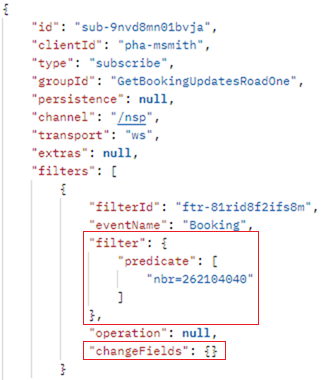 {
"id": "sub-9nvd8mn01bvja",
"clientId": "pha-msmith",
"type": "subscribe",
"groupId": "GetBookingUpdatesRoadOne",
"persistence": null,
"channel": "/nsp",
"transport": "ws",
"extras": null,
"filters": [
{
"filterId": "ftr-81rid8f2ifs8m",
"eventName": "Booking",
"filter": {
"predicate": [
"nbr=262104040"
]
},
"operation": null,
"changeFields": {}
}